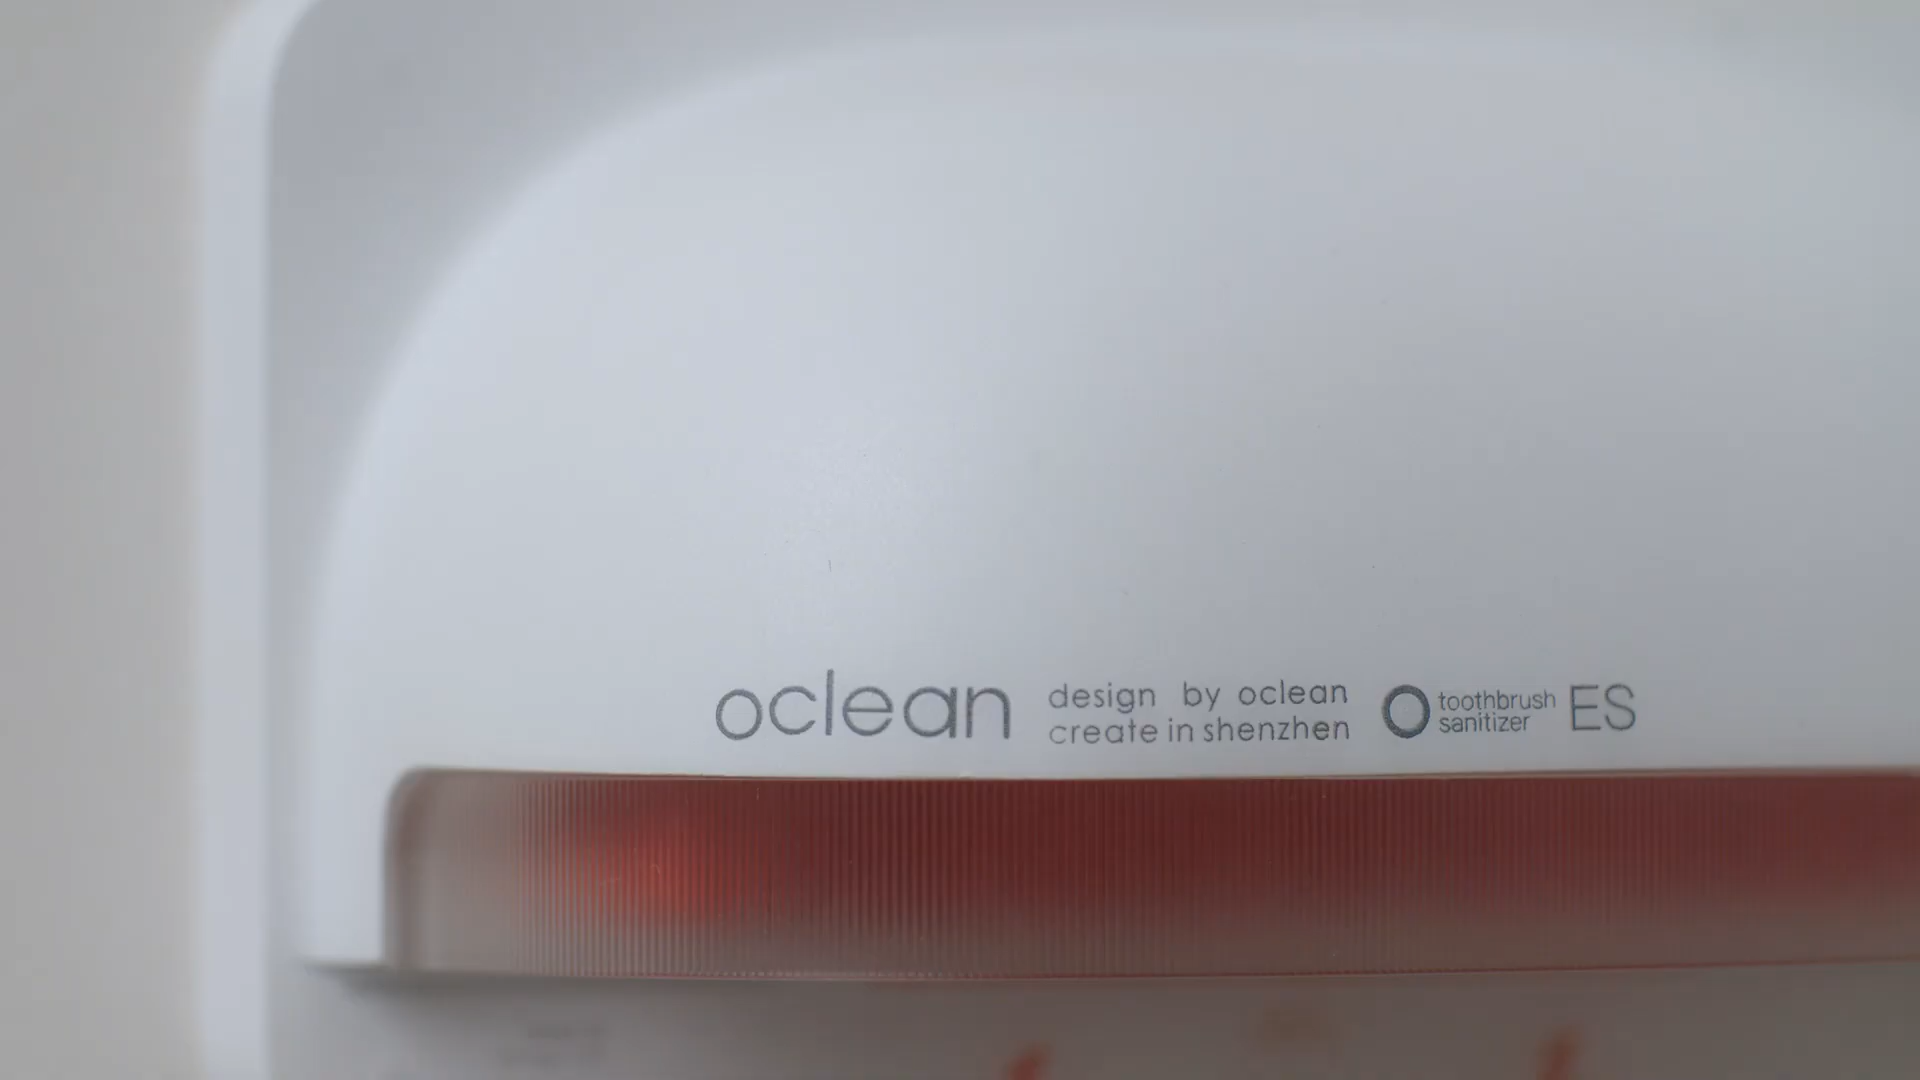 oclean
design by oclean
create in shenzhen
toothbrush
sanitizer
ES